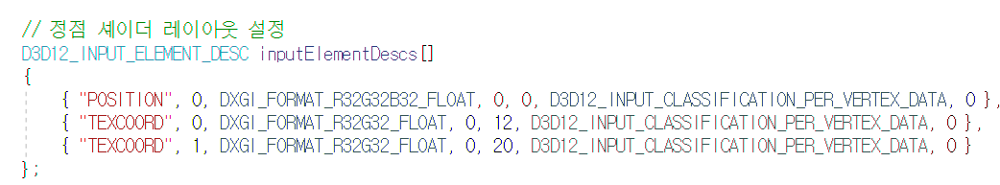 // 정점 셰이더 레이아웃 설정
D3D12_INPUT_ELEMENT_DESC inputElementDescs[]
{
{ "POSITION", 0, DXGI_FORMAT_R32G32B32_FLOAT, 0, 0, D3D12_INPUT_CLASSIFICATION_PER_VERTEX_DATA, 0 },
{ "TEXCOORD", 0, DXGI_FORMAT_R32G32_FLOAT, 0, 12, D3D12_INPUT_CLASSIFICATION_PER_VERTEX_DATA, 0 },
{ "TEXCOORD", 1, DXGI_FORMAT_R32G32_FLOAT, 0, 20, D3D12_INPUT_CLASSIFICATION_PER_VERTEX_DATA, 0 }
};